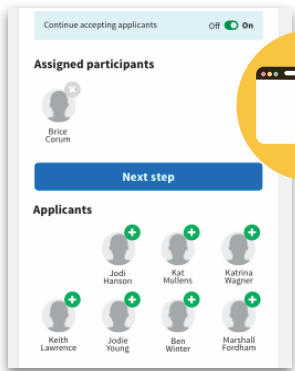 Continue accepting applicants Off On
Assigned participants
Brice
Corum
Next step
Applicants
Jodi
Hanson
Kat
Mullens
Katrina
Wagner
Keith
Lawrence
Jodie
Young
Ben
Winter
Marshall
Fordham